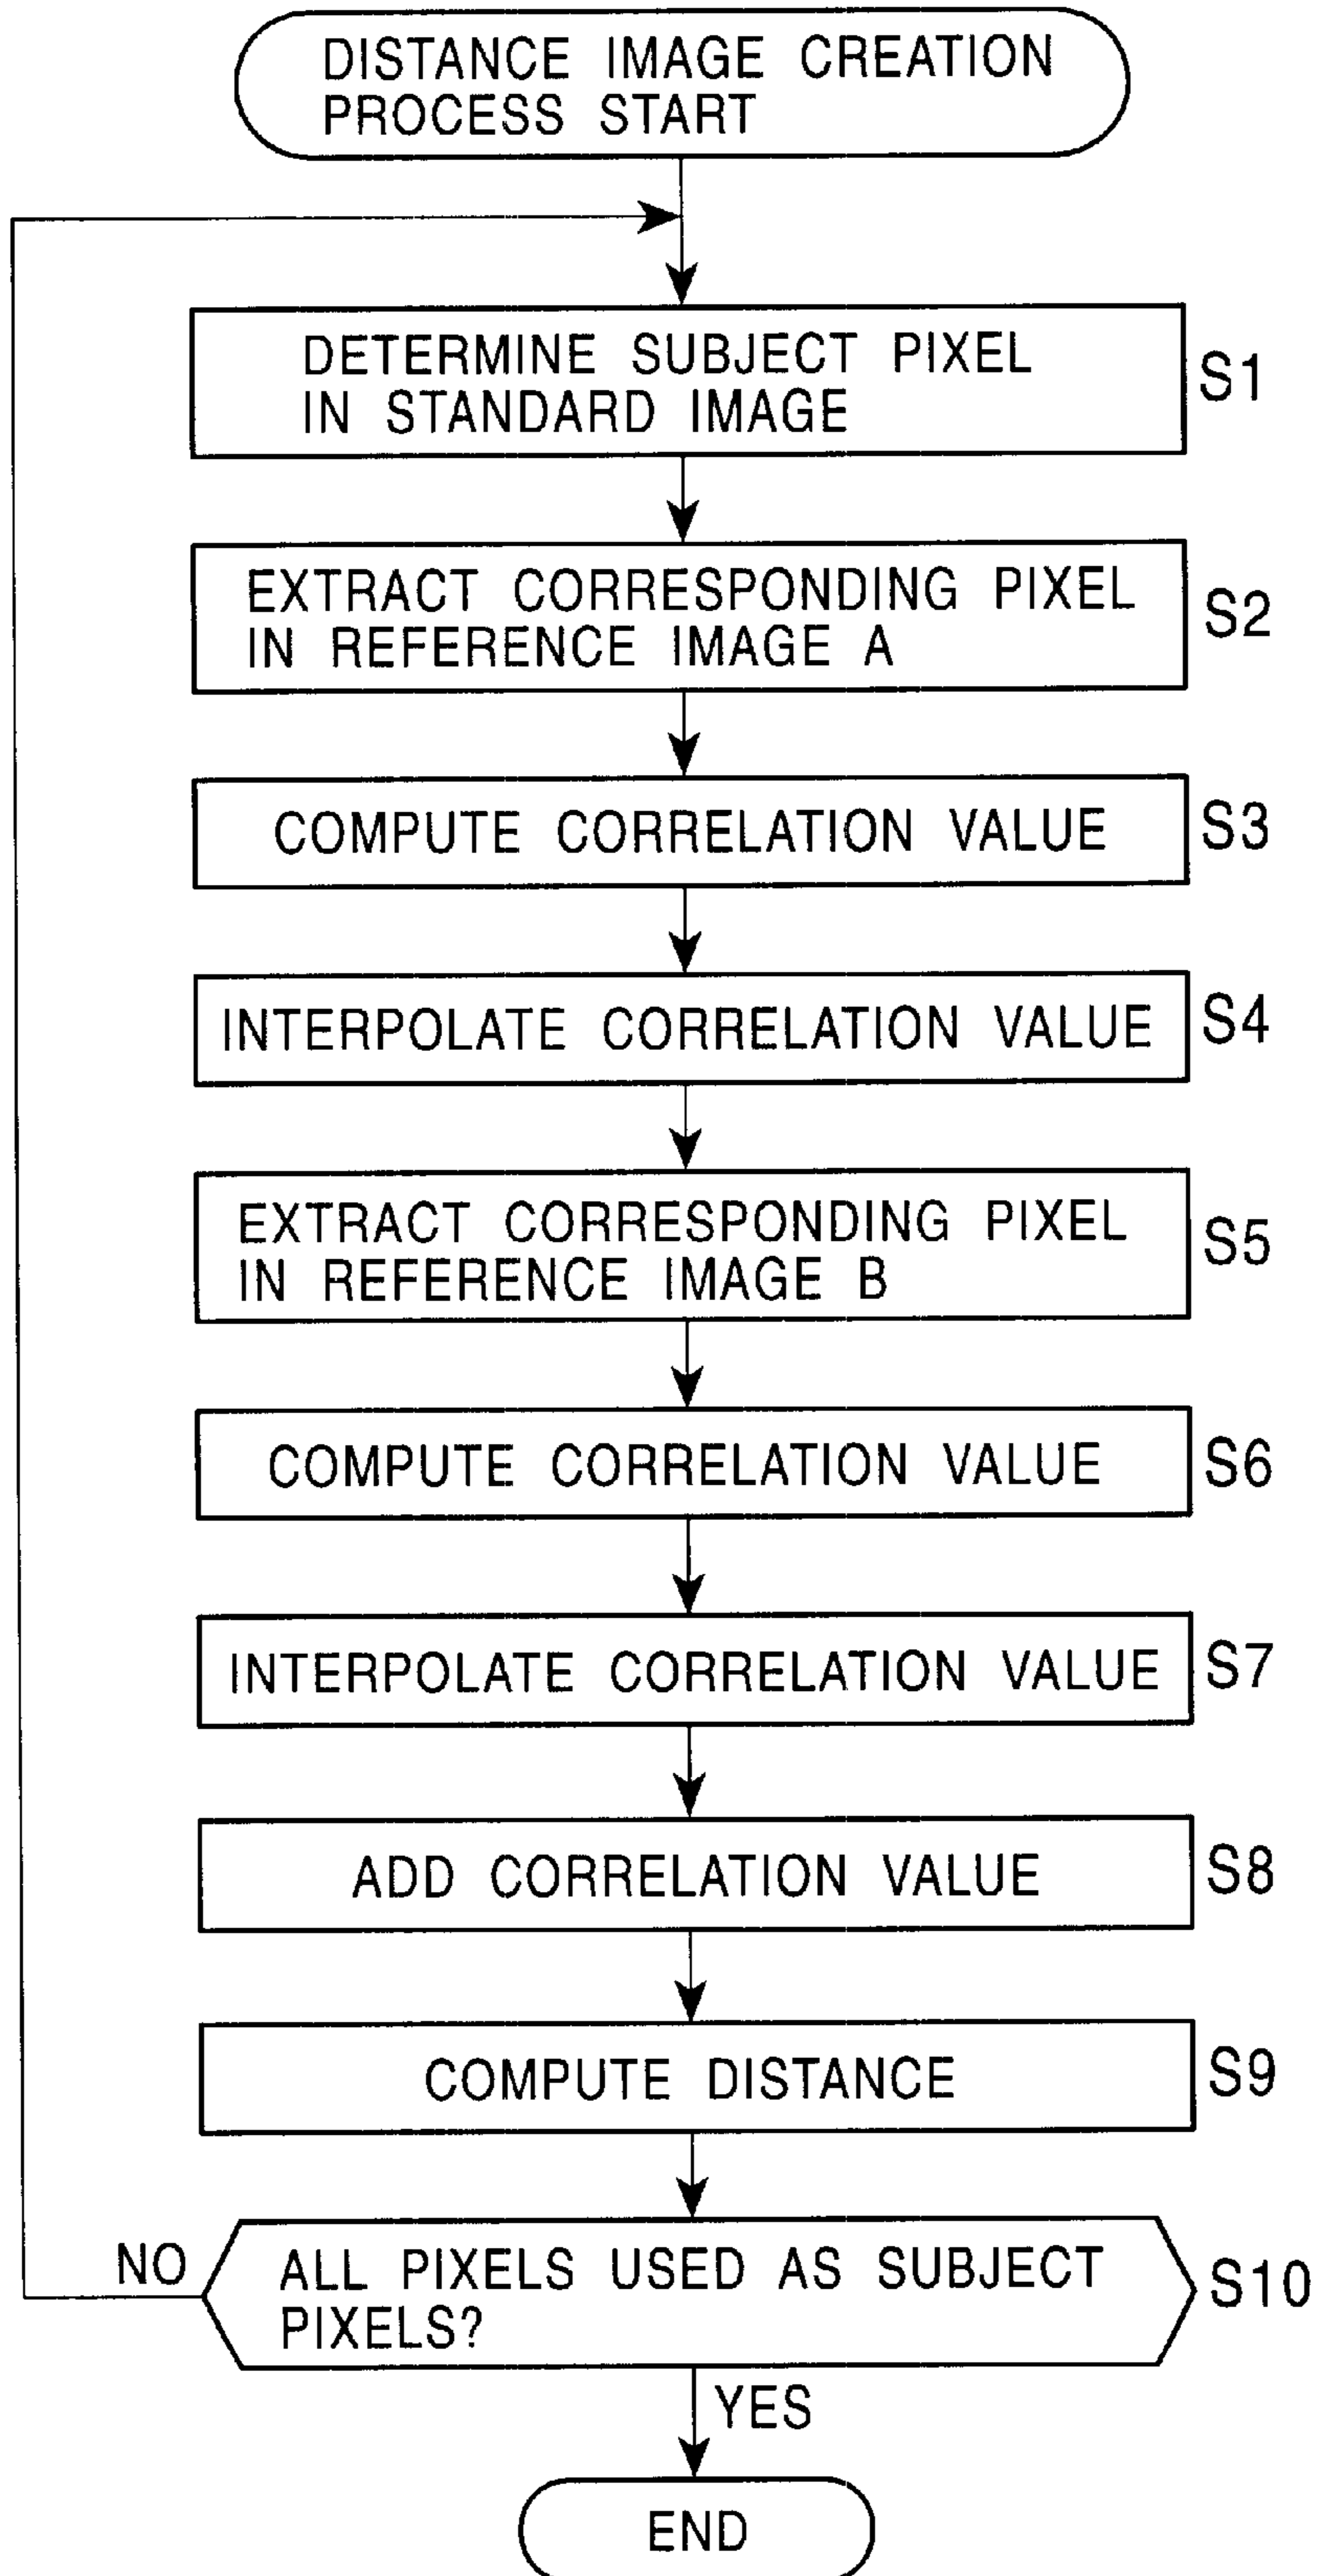 DISTANCE IMAGE CREATION
PROCESS START
DETERMINE SUBJECT PIXEL
IN STANDARD IMAGE
S1
EXTRACT CORRESPONDING PIXEL
IN REFERENCE IMAGE A
S2
COMPUTE CORRELATION VALUE
S3
INTERPOLATE CORRELATION VALUE
S4
EXTRACT CORRESPONDING PIXEL
IN REFERENCE IMAGE B
S5
COMPUTE CORRELATION VALUE
S6
INTERPOLATE CORRELATION VALUE
S7
ADD CORRELATION VALUE
S8
COMPUTE DISTANCE
S9
NO
ALL PIXELS USED AS SUBJECT
PIXELS?
S10
YES
END